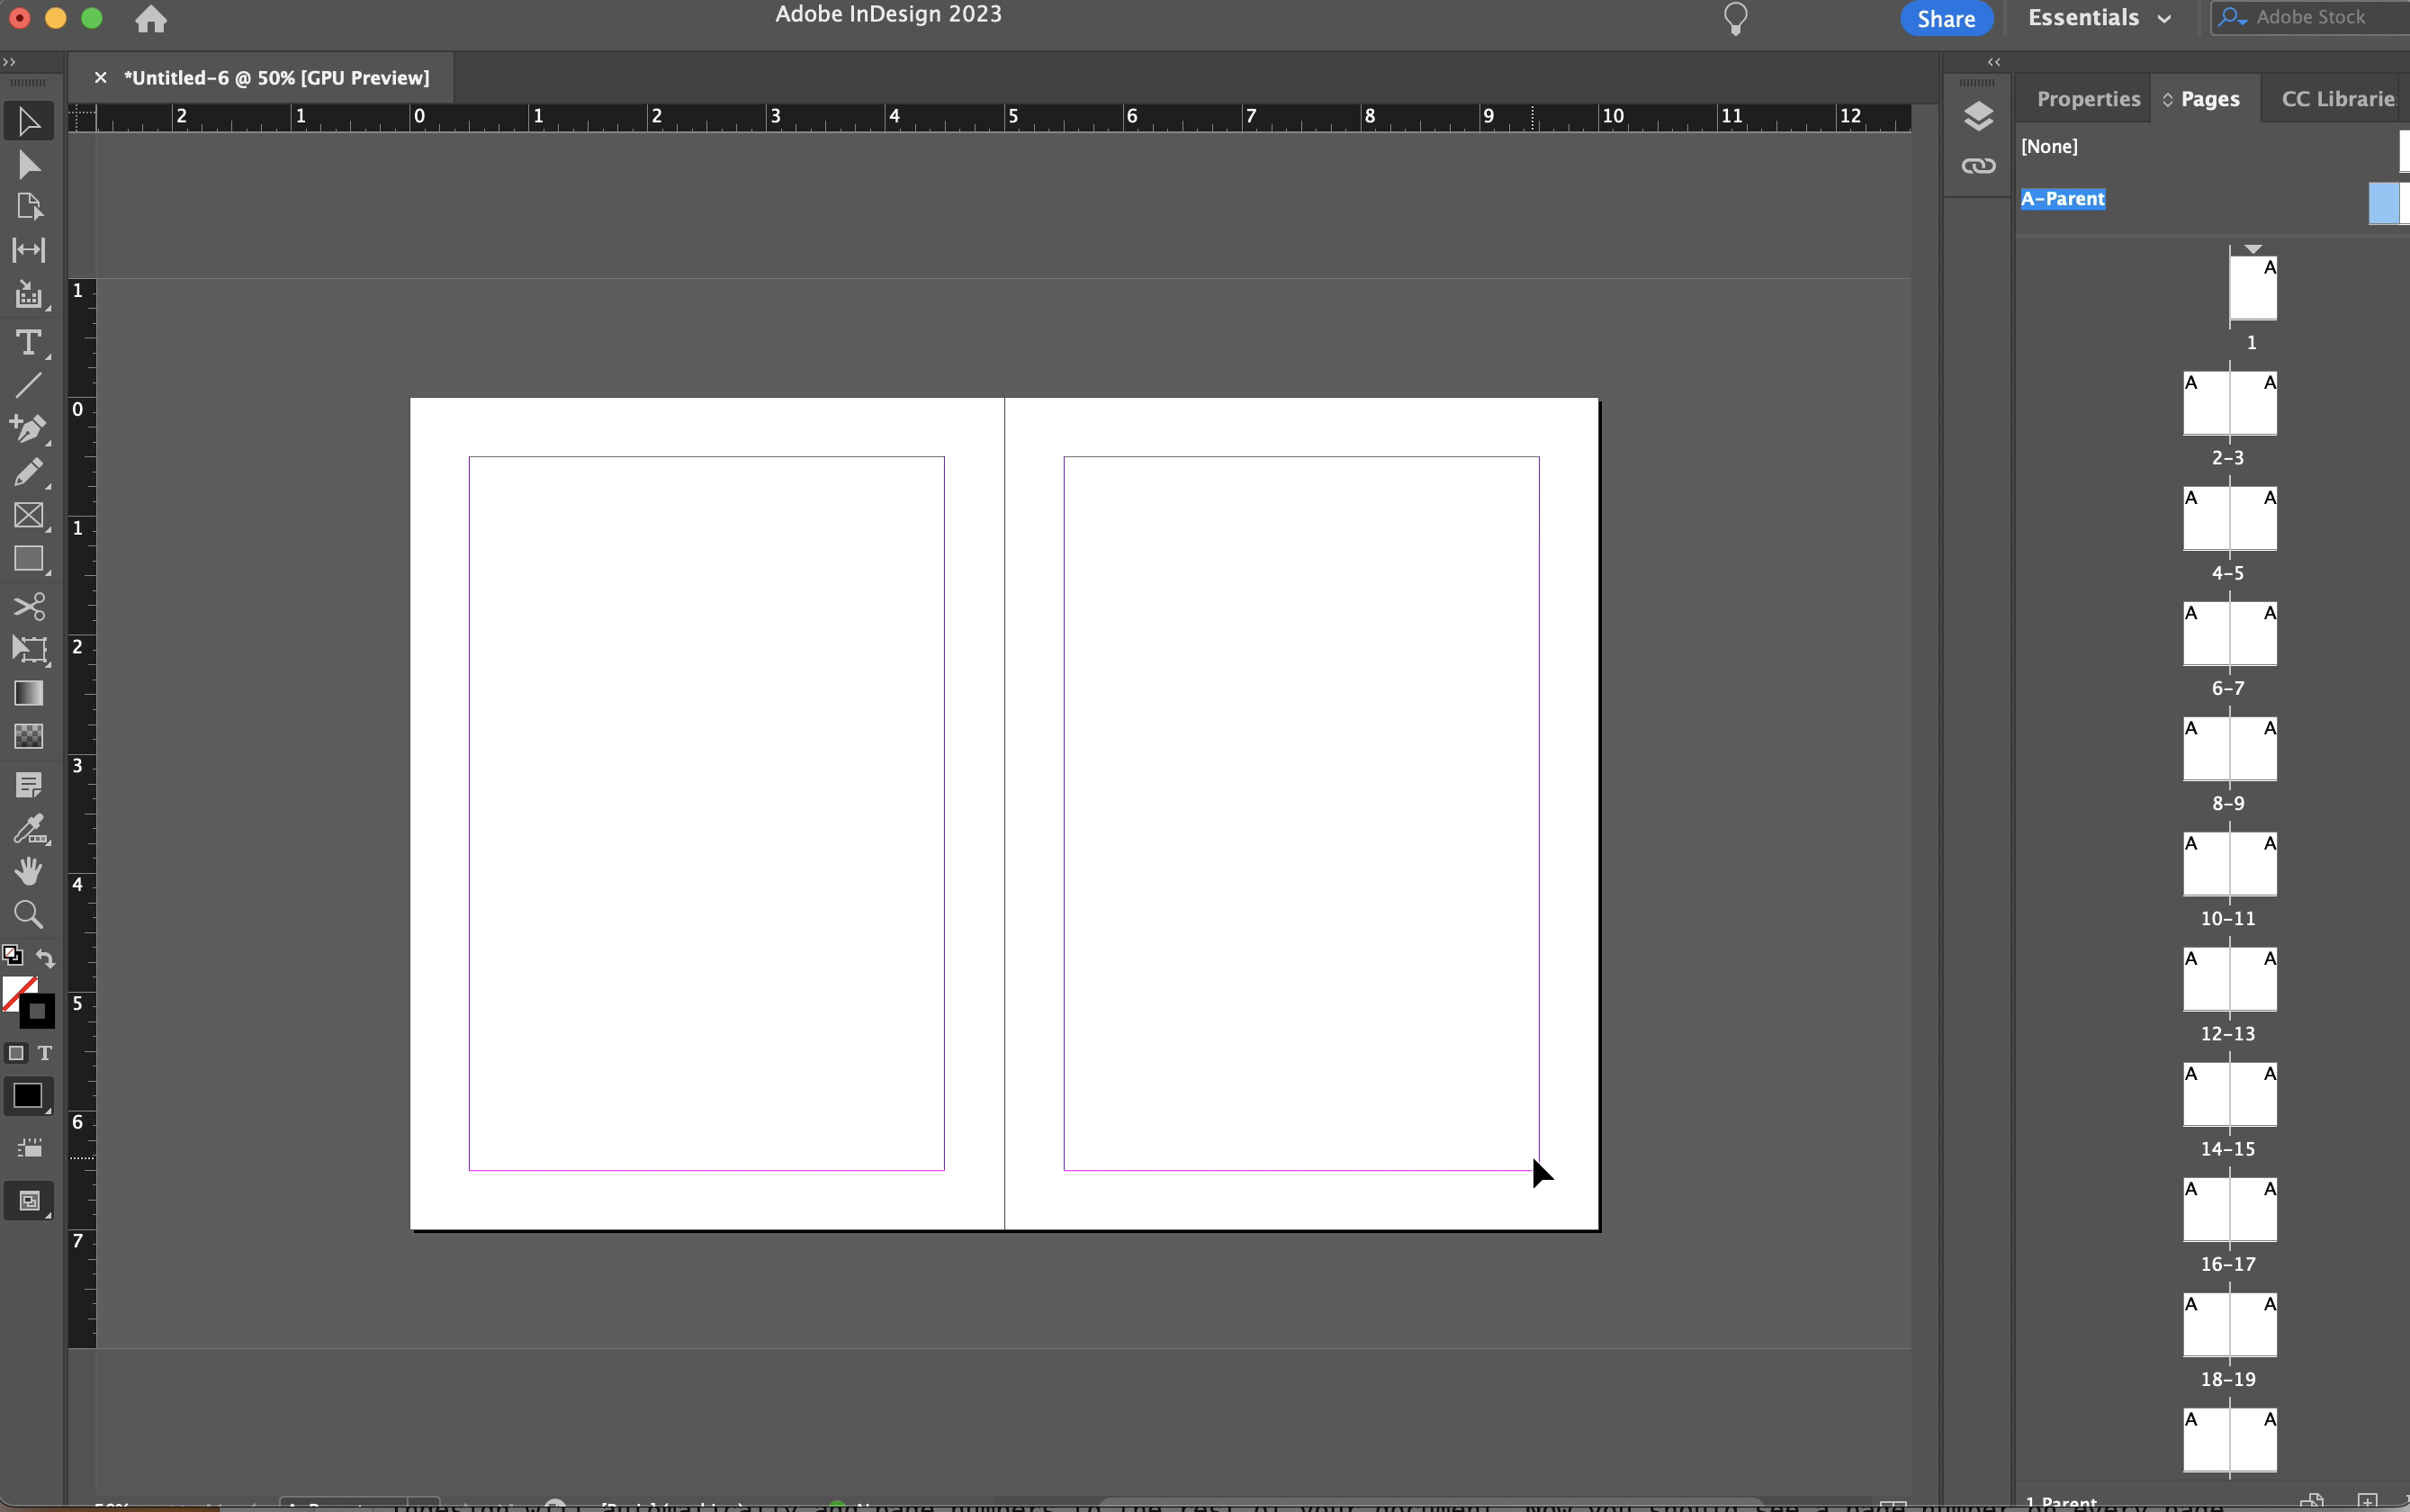 Adobe InDesign 2023
Share
Essentials
Adobe Stock
*Untitled-6 @ 50% [GPU Preview]
2 1 0 1 2 3 4 5 6 7 8 9 10 11 12
Properties
Pages
CC Librarie
[None]
A-Parent
1
0
1
2
3
4
5
6
7
T
T
A
1
A A
2-3
A A
4-5
A A
6-7
A A
8-9
A A
10-11
A A
12-13
A A
14-15
A A
16-17
A A
18-19
A A
1 Parent